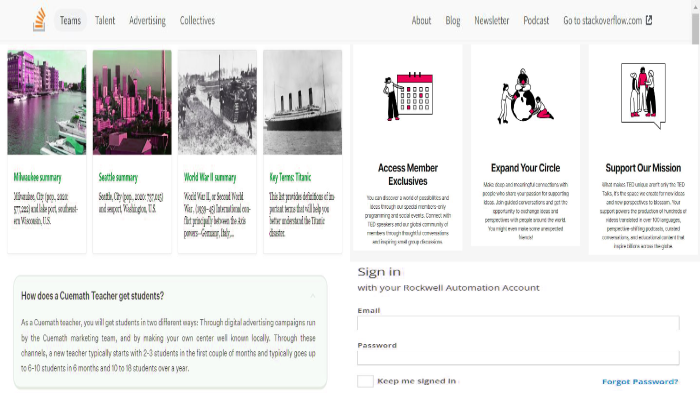 Teams Talent Advertising Collectives About Blog Newsletter Podcast Go to stackoverflow.com
Milwaukee summary
Milwaukee, City (pop., 2020:
577,222) and lake port, southeast-
ern Wisconsin, U.S.
Seattle summary
Seattle, City (pop., 2020: 737,015)
and seaport, Washington, U.S.
World War II summary
World War II, or Second World
War, (1939–45) International con-
flict principally between the Axis
powers—Germany, Italy,...
Key Terms: Titanic
This list provides definitions of im-
portant terms that will help you
better understand the Titanic
disaster.
Access Member
Exclusives
You can discover a world of possibilities and
ideas through our special members-only
programming and social events. Connect with
TED speakers and our global community of
members through thoughtful conversations
and inspiring small group discussions.
Expand Your Circle
Make deep and meaningful connections with
people who share your passion for supporting
ideas. Join guided conversations and get the
opportunity to exchange ideas and
perspectives with people around the world.
You might even make some unexpected
friends!
Support Our Mission
What makes TED unique aren't only the TED
Talks, it's the space we create for new ideas
and new perspectives to blossom. Your
support powers the production of hundreds of
videos translated in over 100 languages,
perspective-shifting podcasts, curated
conversations, and educational content that
inspire billions across the globe.
How does a Cuemath Teacher get students?
As a Cuemath teacher, you will get students in two different ways: Through digital advertising campaigns run
by the Cuemath marketing team, and by making your own center well known locally. Through these
channels, a new teacher typically starts with 2-3 students in the first couple of months and typically goes up
to 6-10 students in 6 months and 10 to 18 students over a year.
Sign in
with your Rockwell Automation Account
Email
Password
Keep me signed in
Forgot Password?